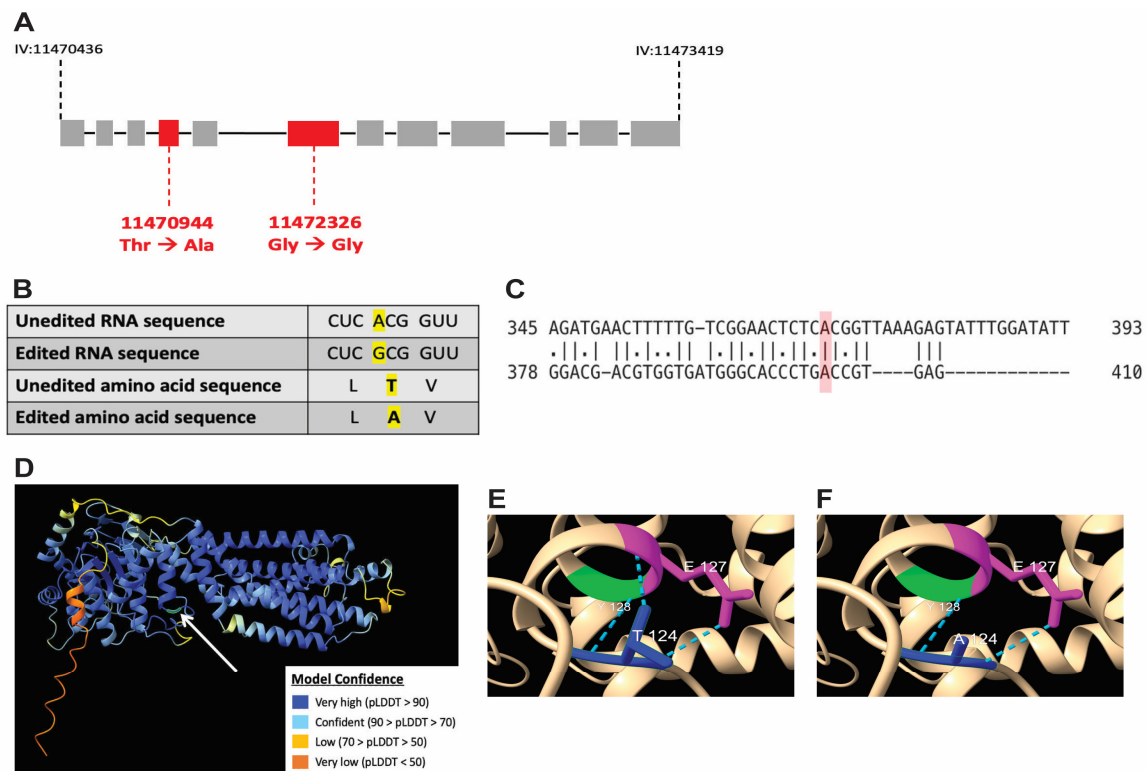 A
IV:11470436
IV:11473419
11470944
Thr → Ala
11472326
Gly → Gly
B
Unedited RNA sequence CUC ACG GUU
Edited RNA sequence CUC GCG GUU
Unedited amino acid sequence L T V
Edited amino acid sequence L A V
C
345 AGATGAACTTTTTG-TCGGAACTCTCACGGTTAAAGAGTATTTGGATATT 393
.||.| ||.|..|| |.||.|||.||.|.|| |||
378 GGACG-ACGTGGTGATGGGCACCCTGACCGT----GAG------------ 410
D
Model Confidence
Very high (pLDDT > 90)
Confident (90 > pLDDT > 70)
Low (70 > pLDDT > 50)
Very low (pLDDT < 50)
E
E 127
Y 128
T 124
F
E 127
Y 128
A 124